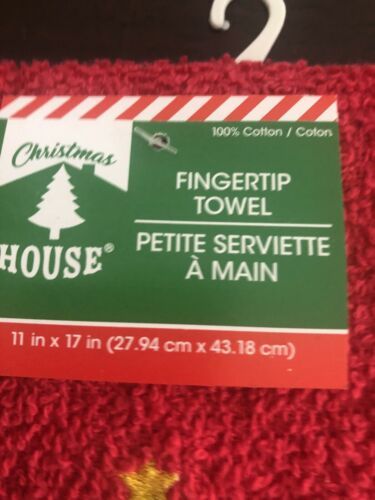 100% Cotton / Coton
Christmas
HOUSE®
FINGERTIP
TOWEL
PETITE SERVIETTE
À MAIN
11 in x 17 in (27.94 cm x 43.18 cm)